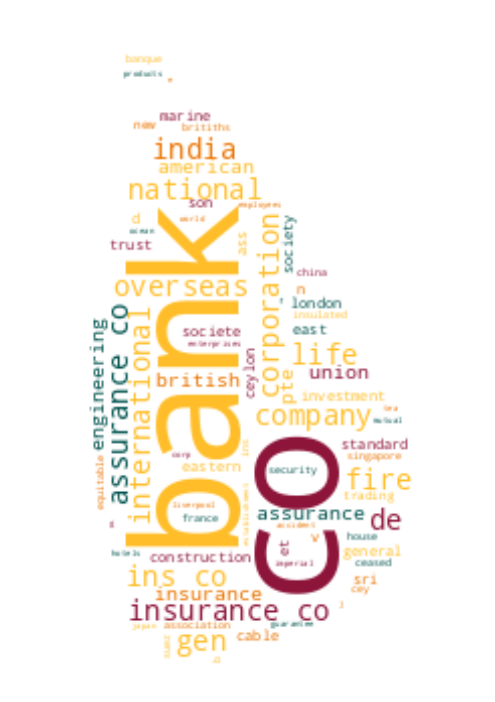 banque
products
marine
new
britiths
india
american
national
son
employees
d
world
ocean
trust
bank
ass
corporation
society
overseas
china
n
london
insulated
east
societe
enterprises
life
union
engineering
assurance co
international
british
ceylon
pte
investment
tea
company
mutual
co
standard
singapore
corp
eastern
ins
security
fire
equitable
trading
liverpool
france
establishment
assurance
de
accident
v
house
general
hotels
construction
et
imperial
ceased
ins co
sri
cey
insurance
insurance co
j
japan
association
guarantee
gen
cable